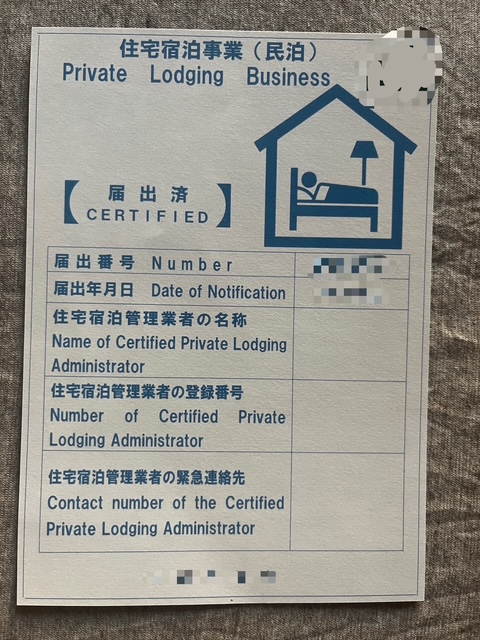 住宅宿泊事業（民泊）
Private Lodging Business
【届出済
CERTIFIED】
届出番号 Number
届出年月日 Date of Notification
住宅宿泊管理業者の名称
Name of Certified Private Lodging
Administrator
住宅宿泊管理業者の登録番号
Number of Certified Private
Lodging Administrator
住宅宿泊管理業者の緊急連絡先
Contact number of the Certified
Private Lodging Administrator